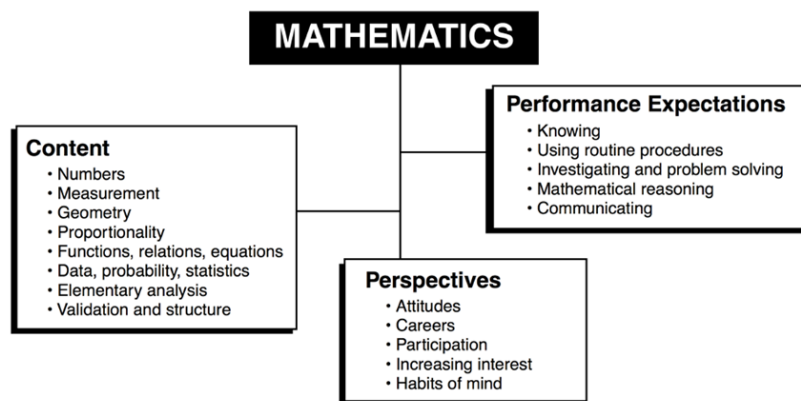 MATHEMATICS
Content
• Numbers
• Measurement
• Geometry
• Proportionality
• Functions, relations, equations
• Data, probability, statistics
• Elementary analysis
• Validation and structure
Performance Expectations
• Knowing
• Using routine procedures
• Investigating and problem solving
• Mathematical reasoning
• Communicating
Perspectives
• Attitudes
• Careers
• Participation
• Increasing interest
• Habits of mind